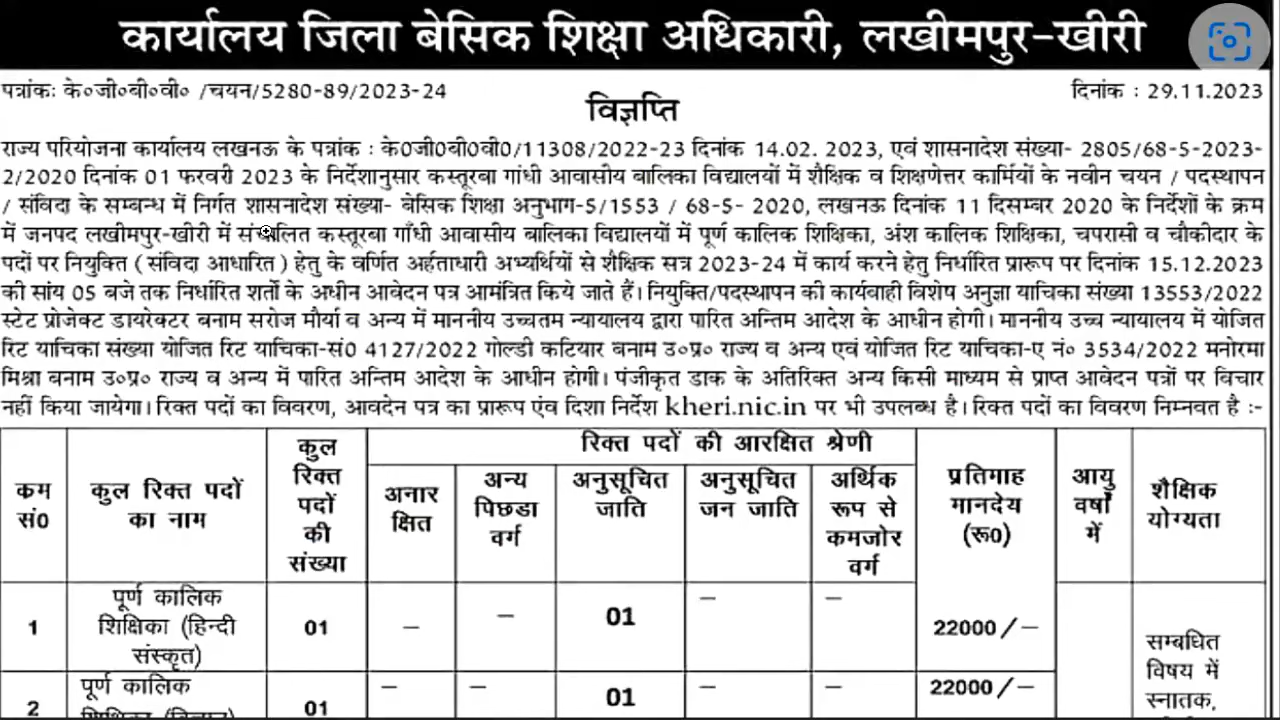 कार्यालय जिला बेसिक शिक्षा अधिकारी, लखीमपुर-खीरी
पत्रांकः के०जी०बी०वी० /चयन/5280-89/2023-24
दिनांक : 29.11.2023
विज्ञप्ति
राज्य परियोजना कार्यालय लखनऊ के पत्रांक : के0जी0बी0वी0/11308/2022-23 दिनांक 14.02. 2023, एवं शासनादेश संख्या- 2805/68-5-2023-
2/2020 दिनांक 01 फरवरी 2023 के निर्देशानुसार कस्तूरबा गांधी आवासीय बालिका विद्यालयों में शैक्षिक व शिक्षणेत्तर कार्मियों के नवीन चयन / पदस्थापन
/ संविदा के सम्बन्ध में निर्गत शासनादेश संख्या- बेसिक शिक्षा अनुभाग-5/1553 / 68-5- 2020, लखनऊ दिनांक 11 दिसम्बर 2020 के निर्देशों के क्रम
में जनपद लखीमपुर-खीरी में संचालित कस्तूरबा गाँधी आवासीय बालिका विद्यालयों में पूर्ण कालिक शिक्षिका, अंश कालिक शिक्षिका, चपरासी व चौकीदार के
पदों पर नियुक्ति (संविदा आधारित) हेतु के वर्णित अर्हताधारी अभ्यर्थियों से शैक्षिक सत्र 2023-24 में कार्य करने हेतु निर्धारित प्रारूप पर दिनांक 15.12.2023
की सांय 05 बजे तक निर्धारित शर्तो के अधीन आवेदन पत्र आमंत्रित किये जाते हैं। नियुक्ति/पदस्थापन की कार्यवाही विशेष अनुज्ञा याचिका संख्या 13553/2022
स्टेट प्रोजेक्ट डायरेक्टर बनाम सरोज मौर्या व अन्य में माननीय उच्चतम न्यायालय द्वारा पारित अन्तिम आदेश के आधीन होगी। माननीय उच्च न्यायालय में योजित
रिट याचिका संख्या योजित रिट याचिका-सं0 4127/2022 गोल्डी कटियार बनाम उ०प्र० राज्य व अन्य एवं योजित रिट याचिका-ए नं० 3534/2022 मनोरमा
मिश्रा बनाम उ०प्र० राज्य व अन्य में पारित अन्तिम आदेश के आधीन होगी। पंजीकृत डाक के अतिरिक्त अन्य किसी माध्यम से प्राप्त आवेदन पत्रों पर विचार
नहीं किया जायेगा। रिक्त पदों का विवरण, आवदेन पत्र का प्रारूप एंव दिशा निर्देश kheri.nic.in पर भी उपलब्ध है। रिक्त पदों का विवरण निम्नवत है :-
कम सं0
कुल रिक्त पदों का नाम
कुल रिक्त पदों की संख्या
रिक्त पदों की आरक्षित श्रेणी
अनारक्षित
अन्य पिछडा वर्ग
अनुसूचित जाति
अनुसूचित जन जाति
आर्थिक रूप से कमजोर वर्ग
प्रतिमाह मानदेय (रू0)
आयु वर्षों में
शैक्षिक योग्यता
1 पूर्ण कालिक शिक्षिका (हिन्दी संस्कृत) 01 – – 01 – – 22000/–
2 पूर्ण कालिक 01 – – 01 – – 22000/–
सम्बधित
विषय में
स्नातक,